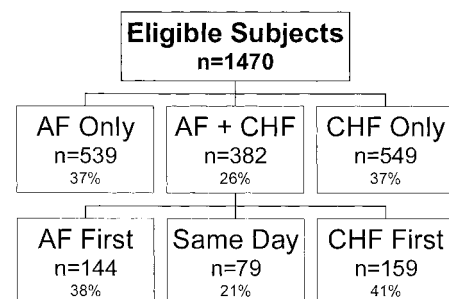 Eligible Subjects
n=1470
AF Only
n=539
37%
AF + CHF
n=382
26%
CHF Only
n=549
37%
AF First
n=144
38%
Same Day
n=79
21%
CHF First
n=159
41%